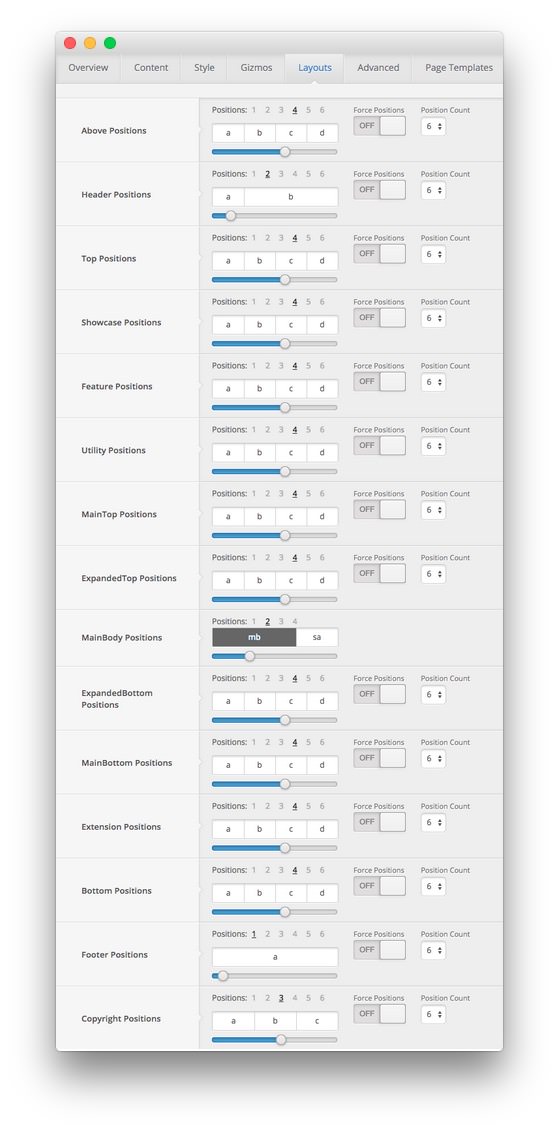 Overview Content Style Gizmos Layouts Advanced Page Templates
Positions: 1 2 3 4 5 6 Force Positions Position Count
Above Positions a b c d OFF 6
Positions: 1 2 3 4 5 6 Force Positions Position Count
Header Positions a b OFF 6
Positions: 1 2 3 4 5 6 Force Positions Position Count
Top Positions a b c d OFF 6
Positions: 1 2 3 4 5 6 Force Positions Position Count
Showcase Positions a b c d OFF 6
Positions: 1 2 3 4 5 6 Force Positions Position Count
Feature Positions a b c d OFF 6
Positions: 1 2 3 4 5 6 Force Positions Position Count
Utility Positions a b c d OFF 6
Positions: 1 2 3 4 5 6 Force Positions Position Count
MainTop Positions a b c d OFF 6
Positions: 1 2 3 4 5 6 Force Positions Position Count
ExpandedTop Positions a b c d OFF 6
Positions: 1 2 3 4
MainBody Positions mb sa
Positions: 1 2 3 4 5 6 Force Positions Position Count
ExpandedBottom
Positions a b c d OFF 6
Positions: 1 2 3 4 5 6 Force Positions Position Count
MainBottom Positions a b c d OFF 6
Positions: 1 2 3 4 5 6 Force Positions Position Count
Extension Positions a b c d OFF 6
Positions: 1 2 3 4 5 6 Force Positions Position Count
Bottom Positions a b c d OFF 6
Positions: 1 2 3 4 5 6 Force Positions Position Count
Footer Positions a OFF 6
Positions: 1 2 3 4 5 6 Force Positions Position Count
Copyright Positions a b c OFF 6